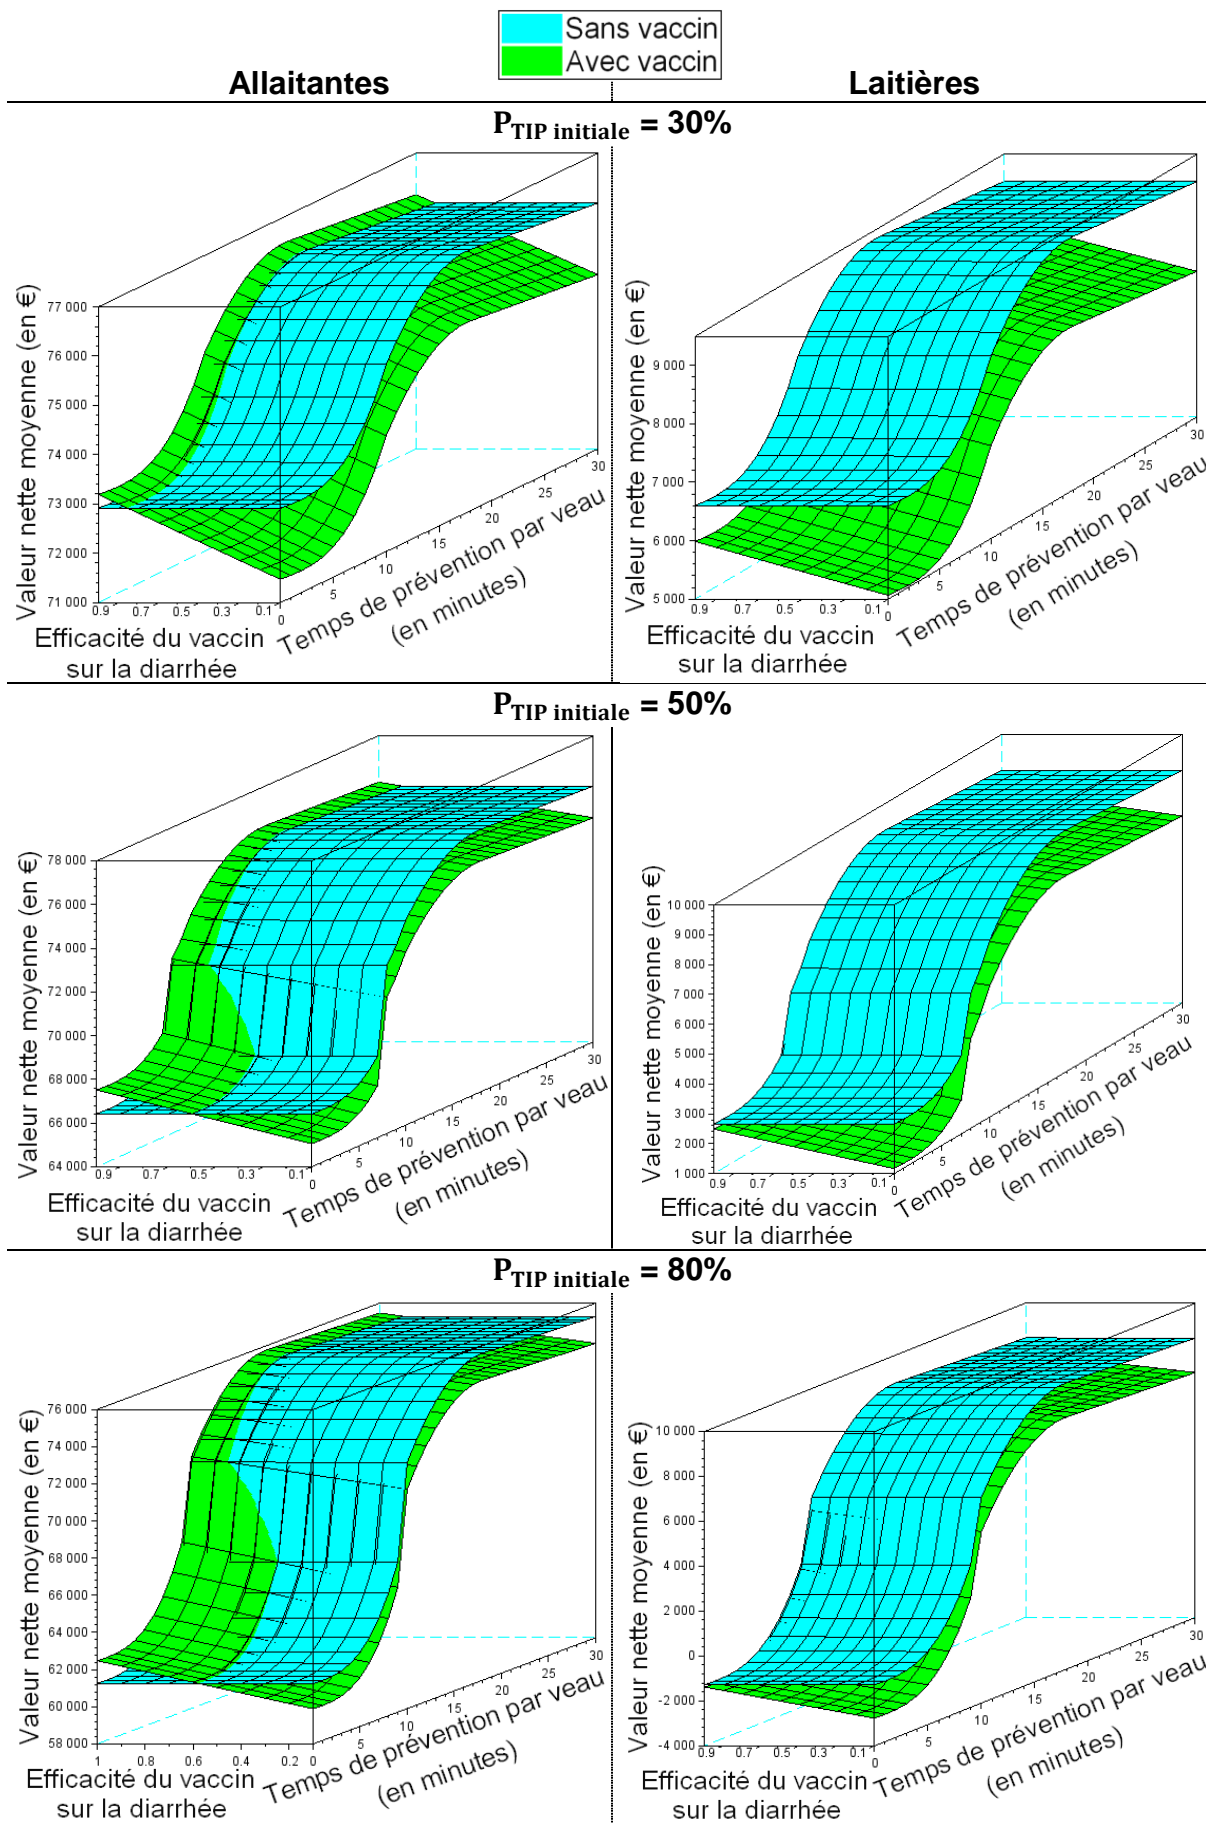 Sans vaccin
Avec vaccin
Allaitantes
Laitières
P TIP initiale = 30%
Valeur nette moyenne (en €)
77 000
76 000
75 000
74 000
73 000
72 000
71 000
0.9 0.7 0.5 0.3 0.1
0 5 10 15 20 25 30
Efficacité du vaccin
sur la diarrhée
Temps de prévention par veau
(en minutes)
Valeur nette moyenne (en €)
9 000
8 000
7 000
6 000
5 000
0.9 0.7 0.5 0.3 0.1
0 5 10 15 20 25 30
Efficacité du vaccin
sur la diarrhée
Temps de prévention par veau
(en minutes)
P TIP initiale = 50%
Valeur nette moyenne (en €)
78 000
76 000
74 000
72 000
70 000
68 000
66 000
64 000
0.9 0.7 0.5 0.3 0.1
0 5 10 15 20 25 30
Efficacité du vaccin
sur la diarrhée
Temps de prévention par veau
(en minutes)
Valeur nette moyenne (en €)
10 000
9 000
8 000
7 000
6 000
5 000
4 000
3 000
2 000
1 000
0.9 0.7 0.5 0.3 0.1
0 5 10 15 20 25 30
Efficacité du vaccin
sur la diarrhée
Temps de prévention par veau
(en minutes)
P TIP initiale = 80%
Valeur nette moyenne (en €)
76 000
74 000
72 000
70 000
68 000
66 000
64 000
62 000
60 000
58 000
1 0.8 0.6 0.4 0.2 0
5 10 15 20 25 30
Efficacité du vaccin
sur la diarrhée
Temps de prévention par veau
(en minutes)
Valeur nette moyenne (en €)
10 000
8 000
6 000
4 000
2 000
0
-2 000
-4 000
0.9 0.7 0.5 0.3 0.1
0 5 10 15 20 25 30
Efficacité du vaccin
sur la diarrhée
Temps de prévention par veau
(en minutes)